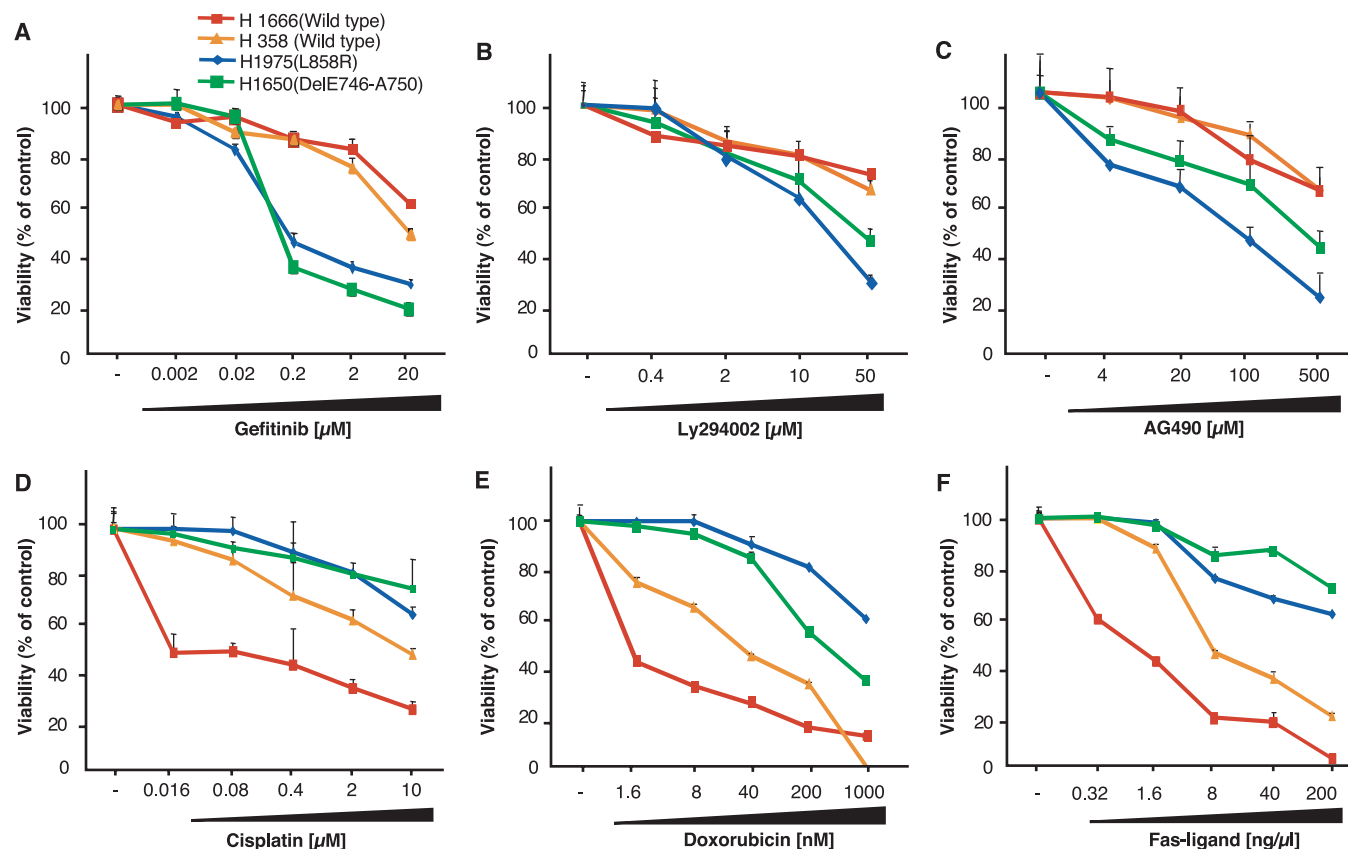 A
H 1666(Wild type)
H 358 (Wild type)
H1975(L858R)
H1650(DelE746-A750)
Viability (% of control)
100
80
60
40
20
0
- 0.002 0.02 0.2 2 20
Gefitinib [µM]
B
Viability (% of control)
100
80
60
40
20
0
- 0.4 2 10 50
Ly294002 [µM]
C
Viability (% of control)
100
80
60
40
20
0
- 4 20 100 500
AG490 [µM]
D
Viability (% of control)
100
80
60
40
20
0
- 0.016 0.08 0.4 2 10
Cisplatin [µM]
E
Viability (% of control)
100
80
60
40
20
0
- 1.6 8 40 200 1000
Doxorubicin [nM]
F
Viability (% of control)
100
80
60
40
20
0
- 0.32 1.6 8 40 200
Fas-ligand [ng/µl]